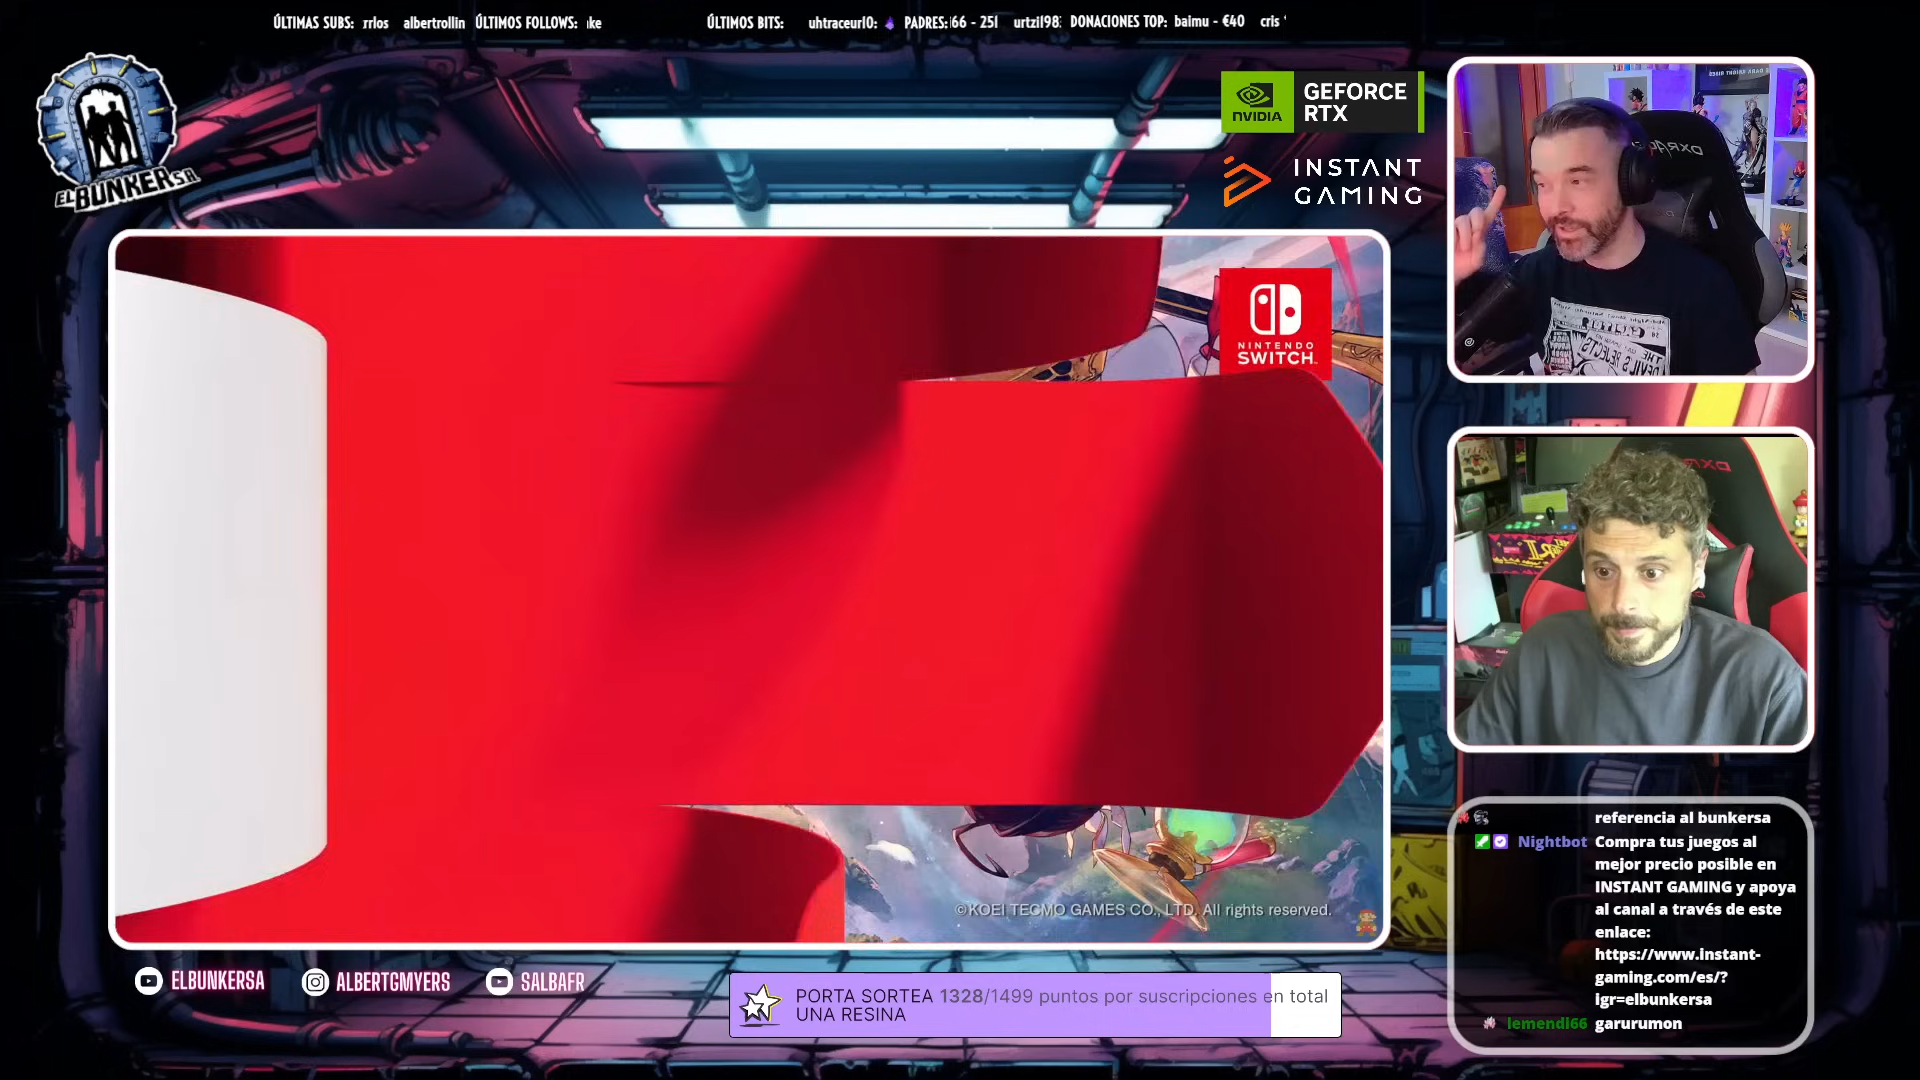 ÚLTIMAS SUBS: rrlos albertrollin ÚLTIMOS FOLLOWS: ike ÚLTIMOS BITS: uhtraceurl0: PADRES: 66 - 25 urtzil98: DONACIONES TOP: baimu - €40 cris
EL BUNKER S.A.
NVIDIA
GEFORCE
RTX
INSTANT
GAMING
NINTENDO
SWITCH
©KOEI TECMO GAMES CO., LTD. All rights reserved.
referencia al bunkersa
Nightbot Compra tus juegos al
mejor precio posible en
INSTANT GAMING y apoya
al canal a través de este
enlace:
https://www.instant-
gaming.com/es/?
igr=elbunkersa
lemendl66 garurumon
ELBUNKERSA ALBERTGMYERS SALBAFR
PORTA SORTEA 1328/1499 puntos por suscripciones en total
UNA RESINA